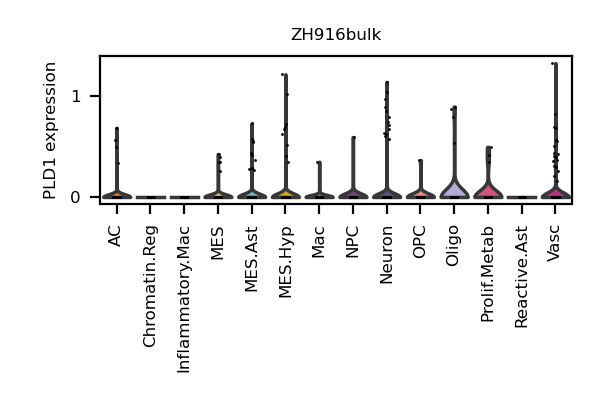 ZH916bulk
PLD1 expression
1
0
AC
Chromatin.Reg
Inflammatory.Mac
MES
MES.Ast
MES.Hyp
Mac
NPC
Neuron
OPC
Oligo
Prolif.Metab
Reactive.Ast
Vasc